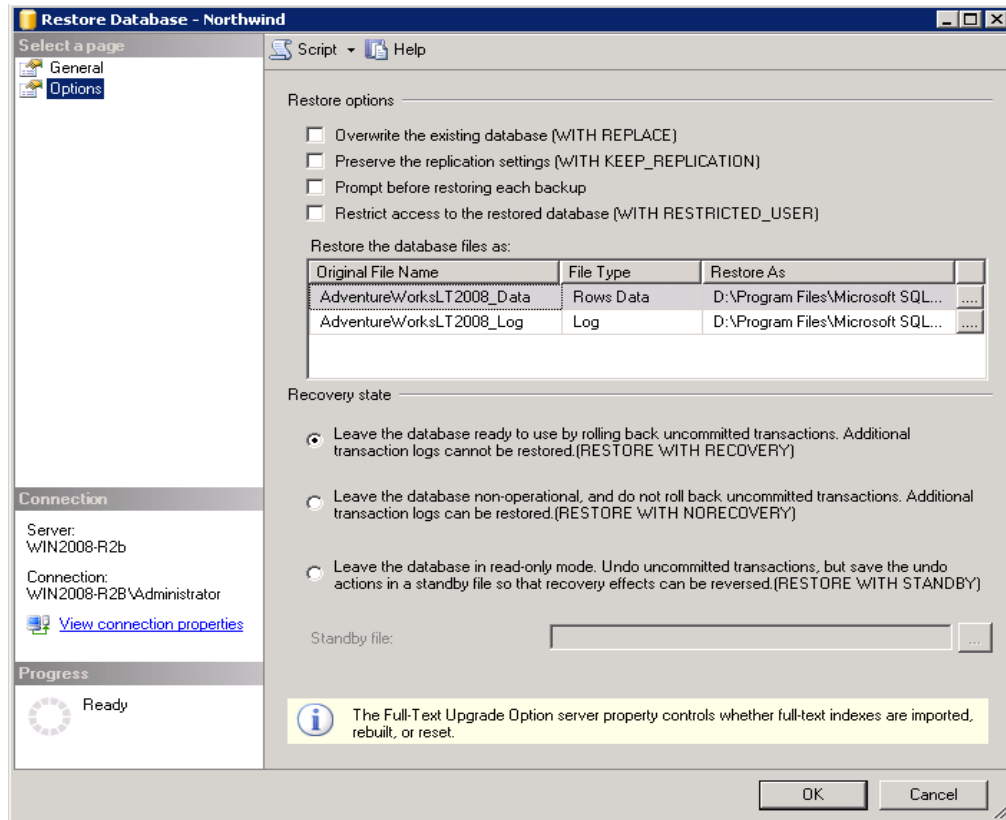 Restore Database - Northwind
Select a page
General
Options
Script
Help
Restore options
Overwrite the existing database (WITH REPLACE)
Preserve the replication settings (WITH KEEP_REPLICATION)
Prompt before restoring each backup
Restrict access to the restored database (WITH RESTRICTED_USER)
Restore the database files as:
Original File Name File Type Restore As
AdventureWorksLT2008_Data Rows Data D:\Program Files\Microsoft SQL... ....
AdventureWorksLT2008_Log Log D:\Program Files\Microsoft SQL... ....
Recovery state
Leave the database ready to use by rolling back uncommitted transactions. Additional
transaction logs cannot be restored.(RESTORE WITH RECOVERY)
Leave the database non-operational, and do not roll back uncommitted transactions. Additional
transaction logs can be restored.(RESTORE WITH NORECOVERY)
Leave the database in read-only mode. Undo uncommitted transactions, but save the undo
actions in a standby file so that recovery effects can be reversed.(RESTORE WITH STANDBY)
Standby file: ...
The Full-Text Upgrade Option server property controls whether full-text indexes are imported,
rebuilt, or reset.
Connection
Server:
WIN2008-R2b
Connection:
WIN2008-R2B\Administrator
View connection properties
Progress
Ready
OK
Cancel